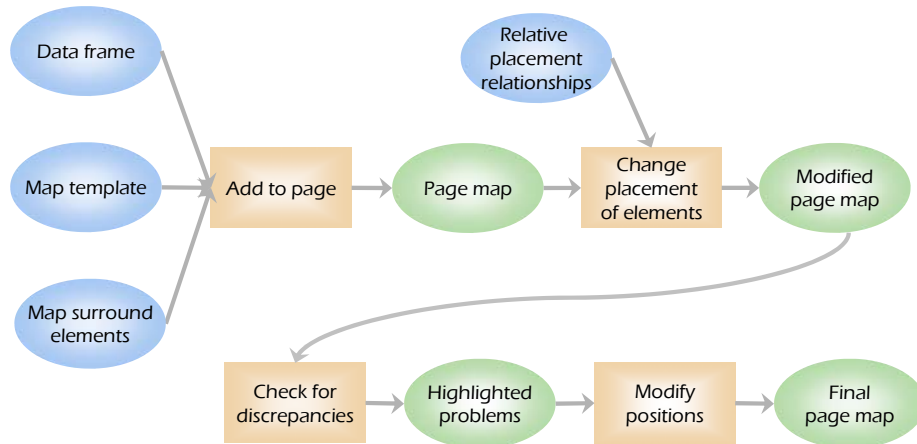 Data frame
Relative
placement
relationships
Map template
Add to page
Page map
Change
placement
of elements
Modified
page map
Map surround
elements
Check for
discrepancies
Highlighted
problems
Modify
positions
Final
page map